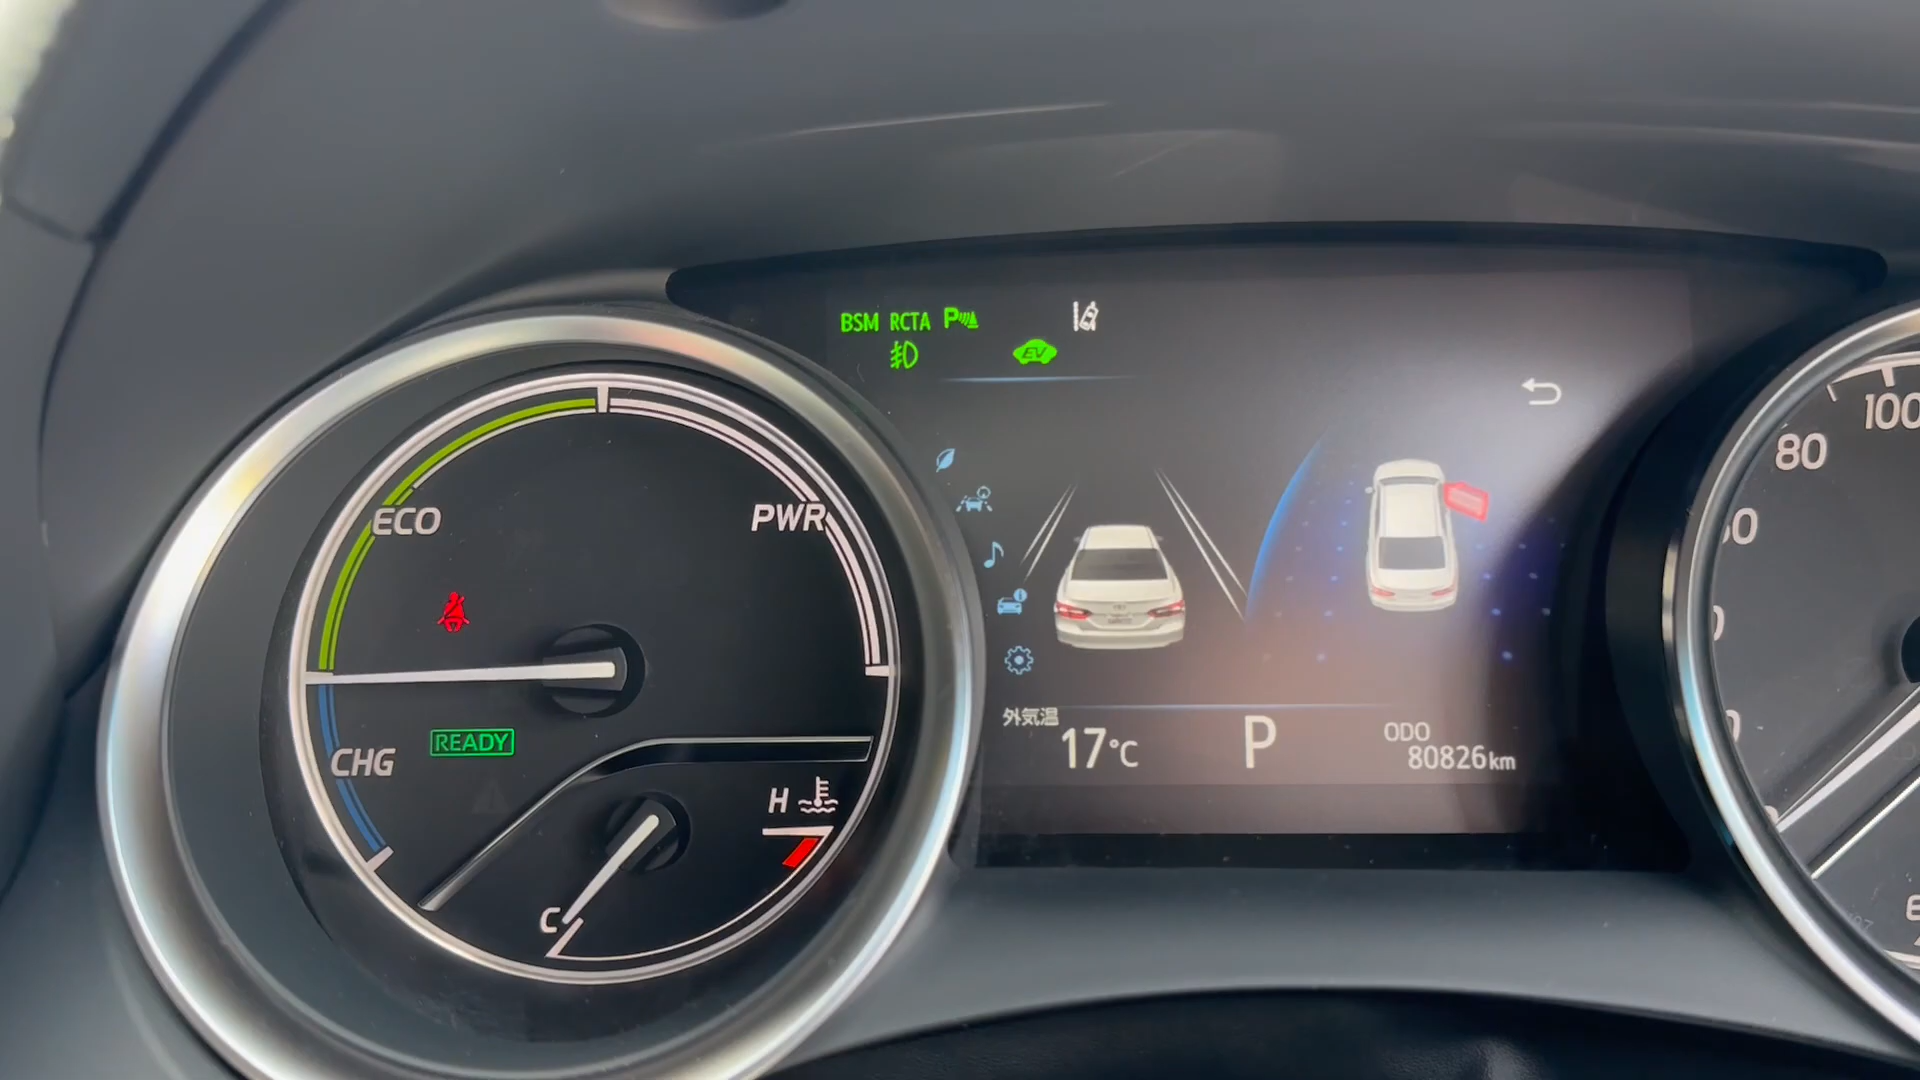 BSM RCTA P
EV
ECO
PWR
READY
CHG
H
C
外気温
17°C
P
ODO
80826km
80
100